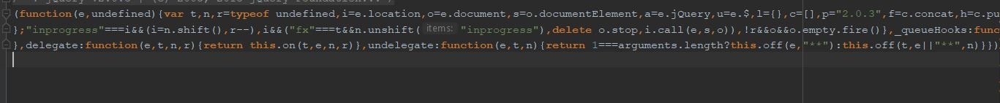 (function(e,undefined){var t,n,r=typeof undefined,i=e.location,o=e.document,s=o.documentElement,a=e.jQuery,u=e.$,l={},c=[],p="2.0.3",f=c.concat,h=c.pu
};"inprogress"===i&&(i=n.shift(),r--),i&&("fx"===t&&n.unshift( items: "inprogress"),delete o.stop,i.call(e,s,o)),!r&&o&&o.empty.fire()},_queueHooks:func
},delegate:function(e,t,n,r){return this.on(t,e,n,r)},undelegate:function(e,t,n){return 1===arguments.length?this.off(e,"**"):this.off(t,e||"**",n)}})